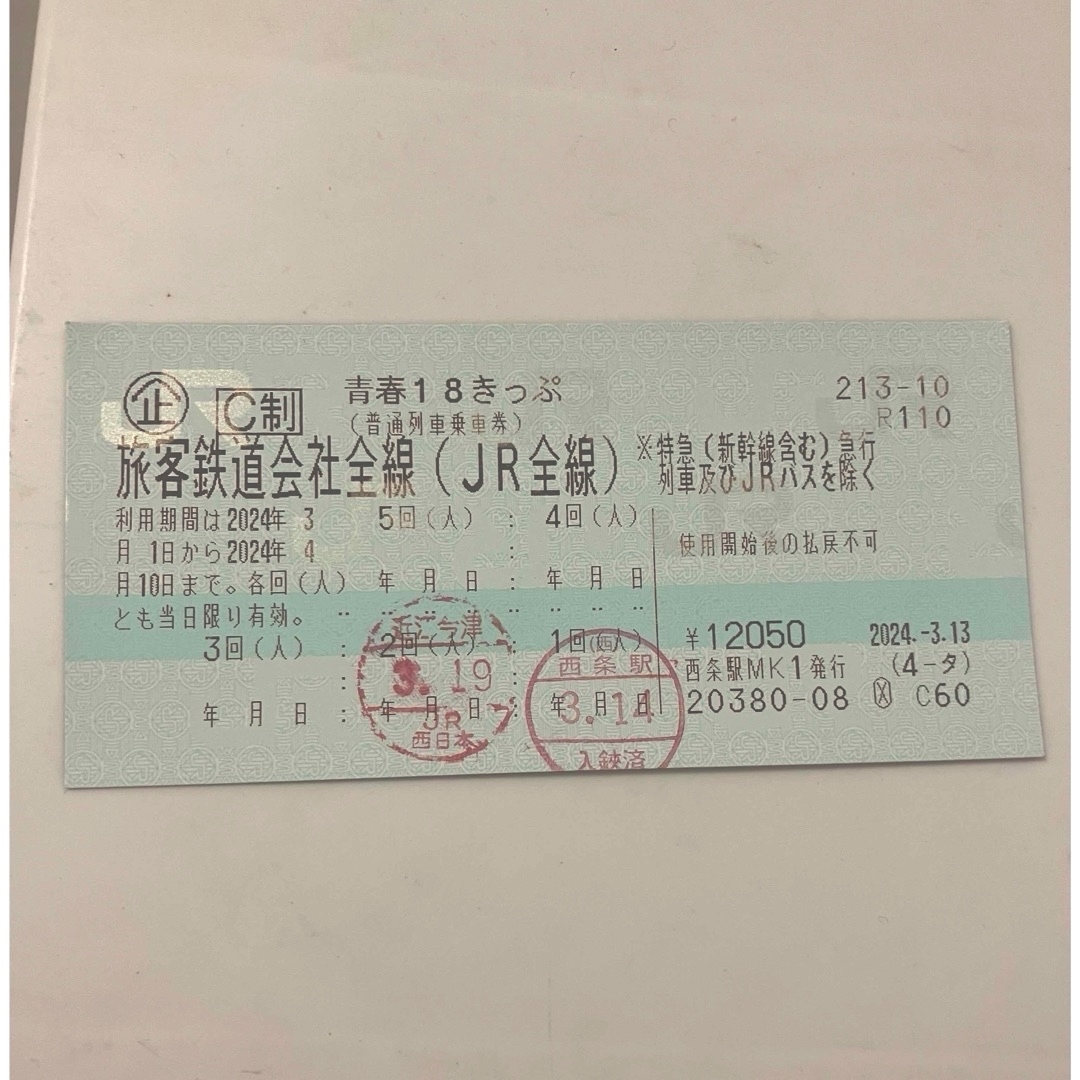 企 C制 青春18きっぷ 213-10
(普通列車乗車券) R110
旅客鉄道会社全線(JR全線) ※特急(新幹線含む)急行
列車及びJRバスを除く
利用期間は2024年 3 5回(人) : 4回(人)
月 1日から2024年 4 : 使用開始後の払戻不可
月10日まで。各回(人) 年 月 日 : 年 月 日
とも当日限り有効。
3回(人) : 2回(人) : 1回(人) ¥12050 2024.-3.13
西条駅MK1発行 (4-タ)
年 月 日 : 年 月 日 : 年 月 日 20380-08 C60
近江今津
3. 19
JR 7
西日本
(西)
西条駅
3. 14
入鋏済